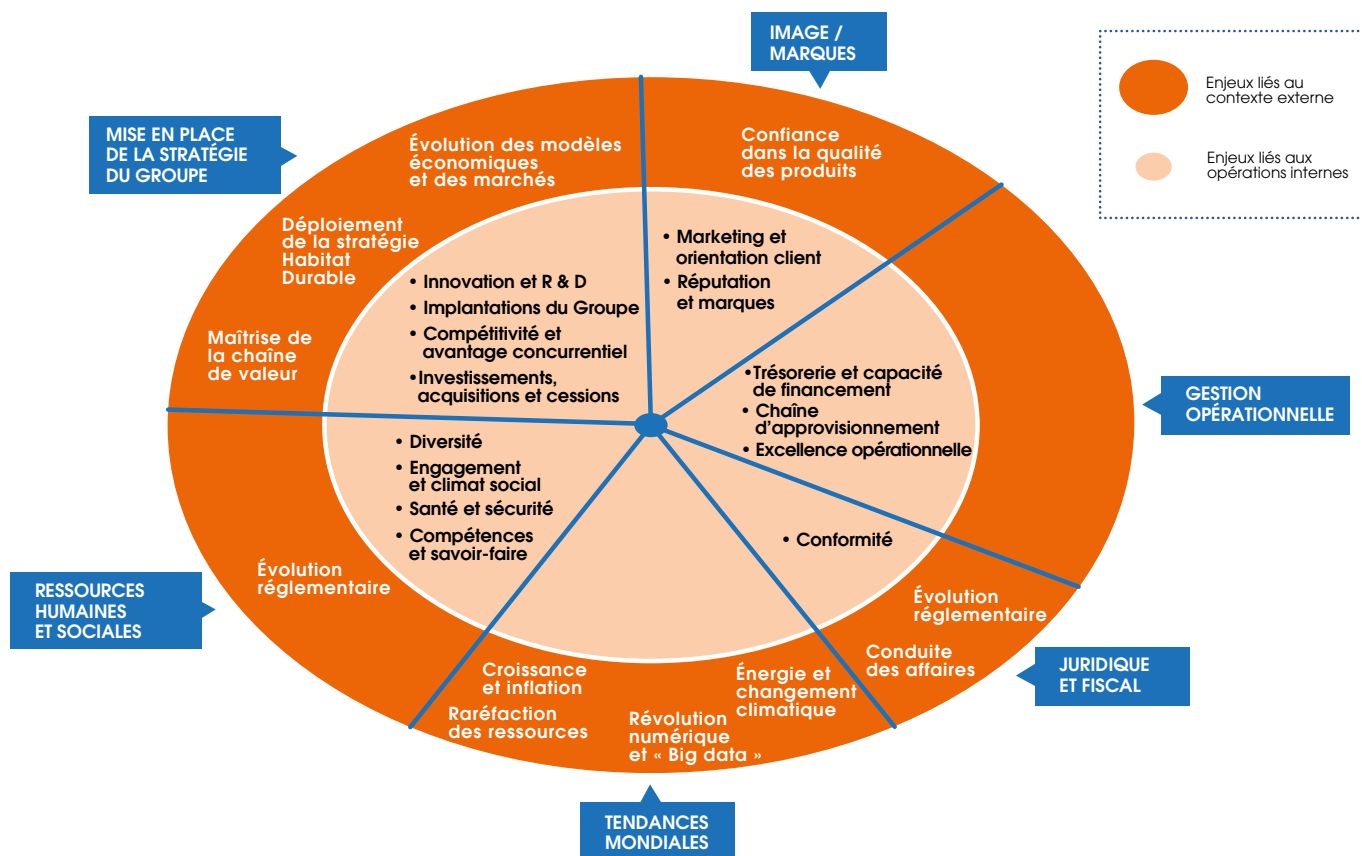 IMAGE /
MARQUES
Enjeux liés au
contexte externe
Enjeux liés aux
opérations internes
MISE EN PLACE
DE LA STRATÉGIE
DU GROUPE
Évolution des modèles
économiques
et des marchés
Déploiement
de la stratégie
Habitat
Durable
Maîtrise de
la chaîne
de valeur
• Innovation et R & D
• Implantations du Groupe
• Compétitivité et
avantage concurrentiel
•Investissements,
acquisitions et cessions
Confiance
dans la qualité
des produits
• Marketing et
orientation client
• Réputation
et marques
•Trésorerie et capacité
de financement
• Chaîne
d'approvisionnement
• Excellence opérationnelle
GESTION
OPÉRATIONNELLE
• Diversité
• Engagement
et climat social
• Santé et sécurité
• Compétences
et savoir-faire
Évolution
réglementaire
RESSOURCES
HUMAINES
ET SOCIALES
• Conformité
Évolution
réglementaire
Conduite
des affaires
JURIDIQUE
ET FISCAL
Croissance
et inflation
Raréfaction
des ressources
Révolution
numérique
et « Big data »
Énergie et
changement
climatique
TENDANCES
MONDIALES